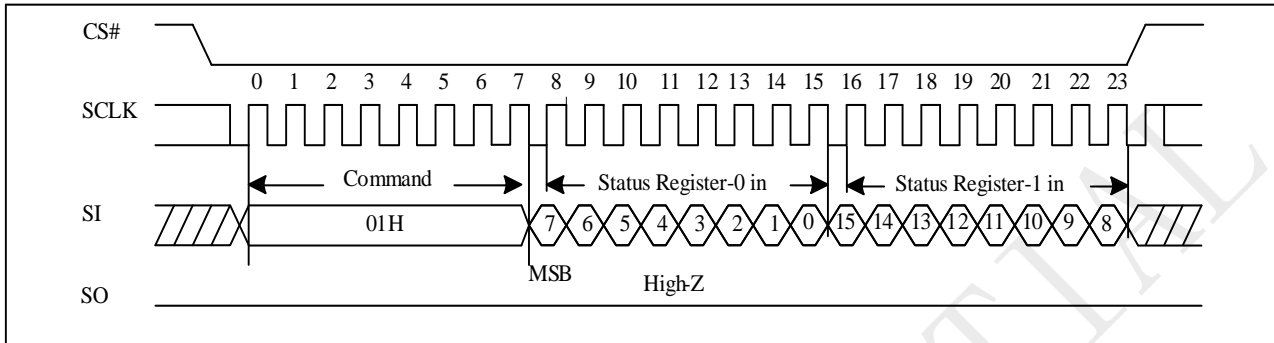 CS#
0 1 2 3 4 5 6 7 8 9 10 11 12 13 14 15 16 17 18 19 20 21 22 23
SCLK
Command Status Register-0 in Status Register-1 in
SI
01H 7 6 5 4 3 2 1 0 15 14 13 12 11 10 9 8
MSB High-Z
SO
TIAL